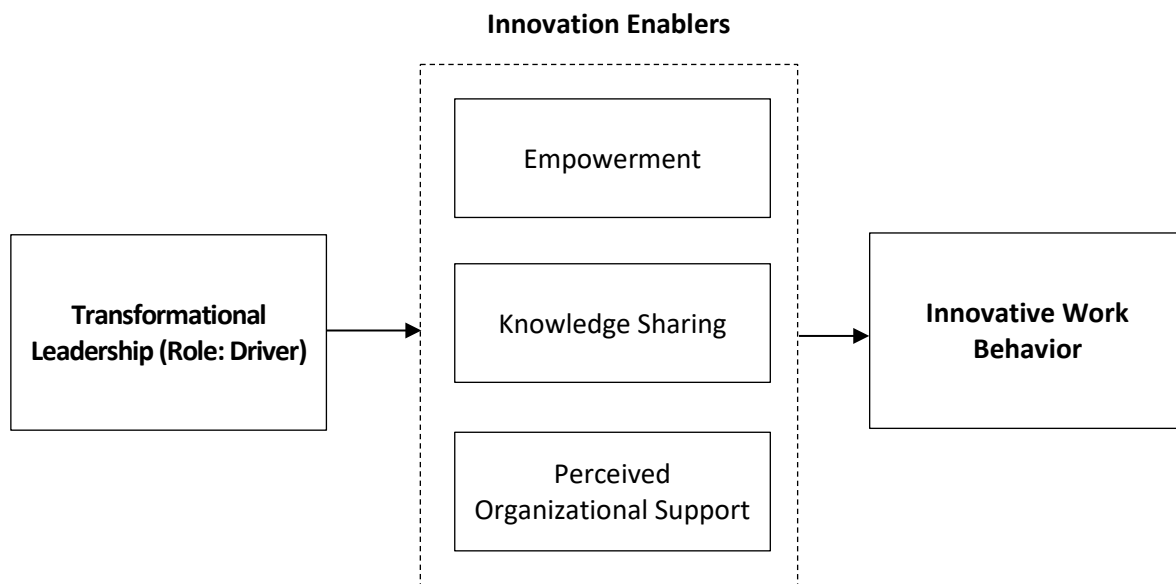 Innovation Enablers
Empowerment
Transformational
Leadership (Role: Driver)
Knowledge Sharing
Innovative Work
Behavior
Perceived
Organizational Support